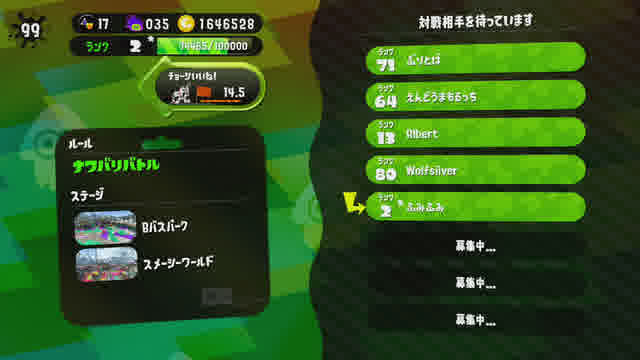 99
17
035
1646528
ランク 2★
14465/100000
チョーシいいね!
14.5
ルール
ナワバリバトル
ステージ
Bバスパーク
スメーシーワールド
対戦相手を待っています
ランク 71 ぷりとぱ
ランク 64 えんどうまもるっち
ランク 13 Albert
ランク 80 Wolfsilver
ランク 2★ ふみふみ
募集中...
募集中...
募集中...